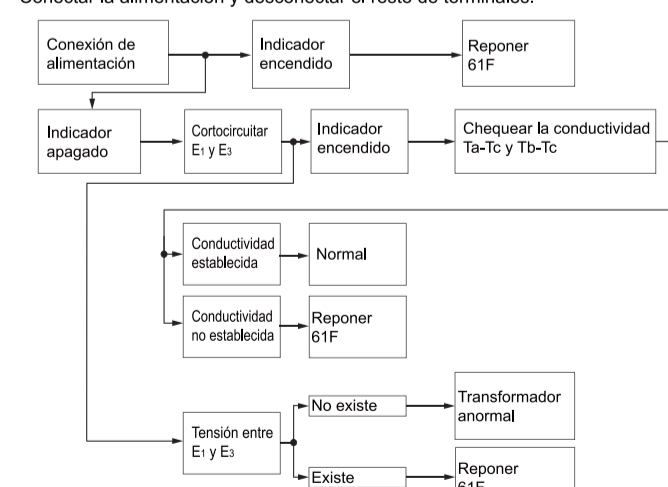 Conectar la alimentación y desconectar el resto de terminales.
Conexión de
alimentación
Indicador
encendido
Reponer
61F
Indicador
apagado
Cortocircuitar
E1 y E3
Indicador
encendido
Chequear la conductividad
Ta-Tc y Tb-Tc
Conductividad
establecida
Normal
Conductividad
no establecida
Reponer
61F
Tensión entre
E1 y E3
No existe
Transformador
anormal
Existe
Reponer
61F